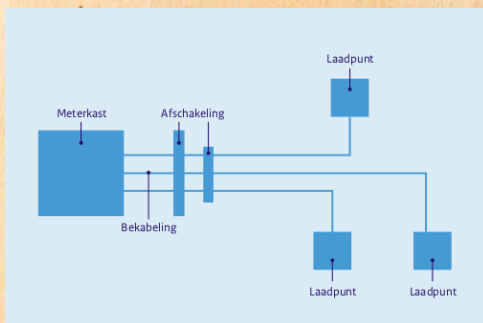 Laadpunt
Meterkast
Afschakeling
Bekabeling
Laadpunt
Laadpunt